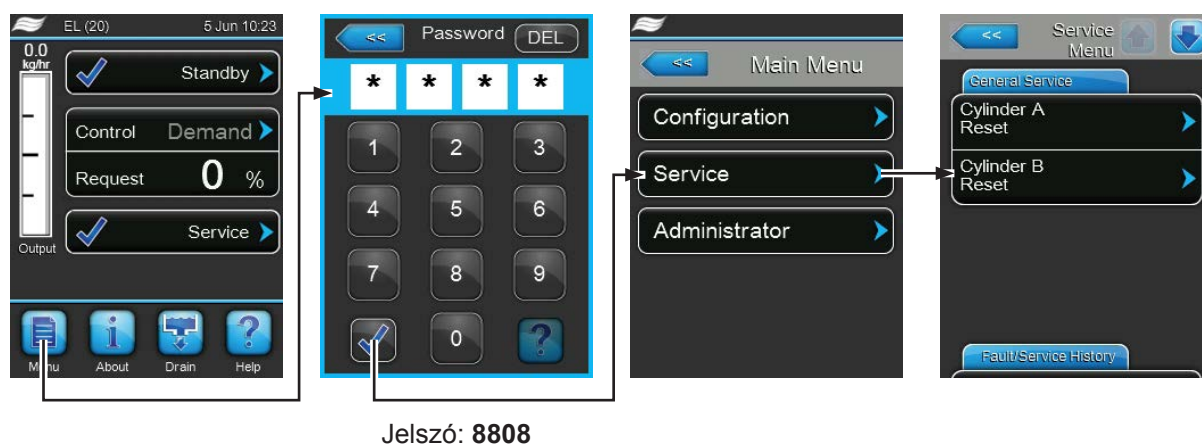 EL (20) 5 Jun 10:23
0.0
kg/hr
Standby
Control Demand
Request 0 %
Service
Output
Menu About Drain Help
<< Password DEL
* * * *
1 2 3
4 5 6
7 8 9
0 ?
<< Main Menu
Configuration
Service
Administrator
<< Service
Menu
General Service
Cylinder A
Reset
Cylinder B
Reset
Fault/Service History
Jelszó: 8808